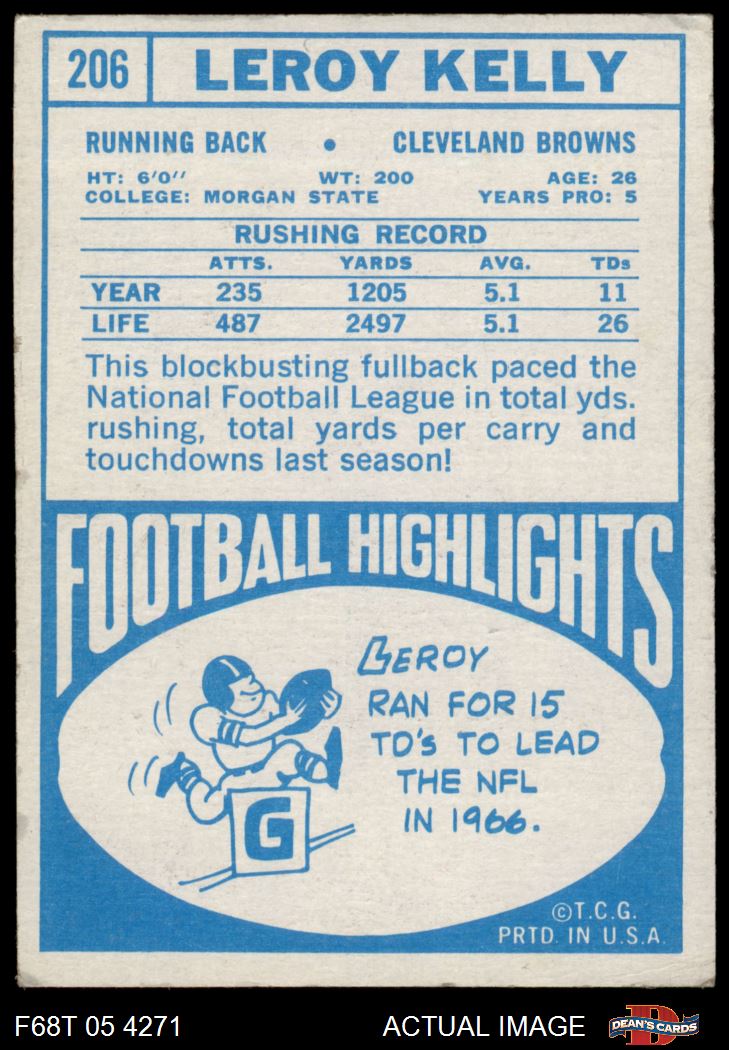 206 LEROY KELLY
RUNNING BACK • CLEVELAND BROWNS
HT: 6'0" WT: 200 AGE: 26
COLLEGE: MORGAN STATE YEARS PRO: 5
RUSHING RECORD
ATTS. YARDS AVG. TDs
YEAR 235 1205 5.1 11
LIFE 487 2497 5.1 26
This blockbusting fullback paced the
National Football League in total yds.
rushing, total yards per carry and
touchdowns last season!
FOOTBALL HIGHLIGHTS
LEROY
RAN FOR 15
TD'S TO LEAD
THE NFL
IN 1966.
G
©T.C.G.
PRTD. IN U.S.A.
F68T 05 4271 ACTUAL IMAGE DEAN'S CARDS